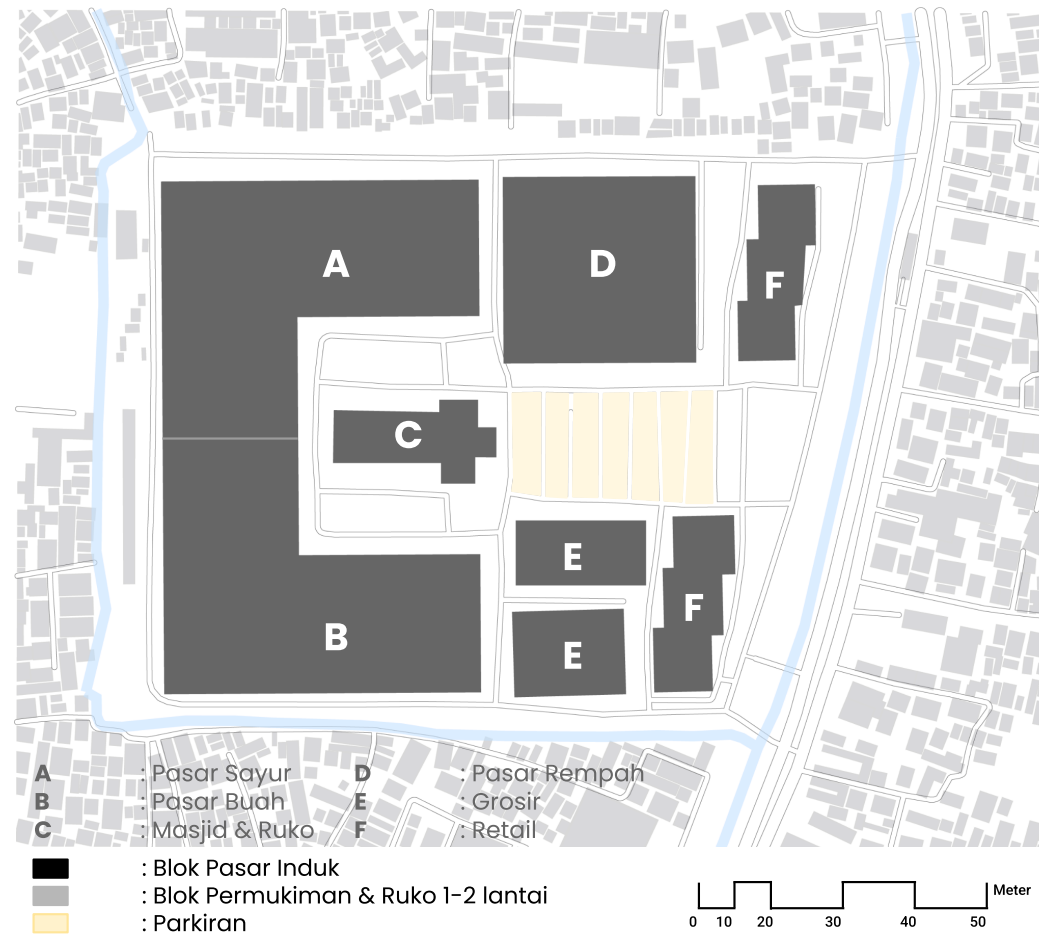 A
D
F
C
E
F
B
E
A : Pasar Sayur D : Pasar Rempah
B : Pasar Buah E : Grosir
C : Masjid & Ruko F : Retail
: Blok Pasar Induk
: Blok Permukiman & Ruko 1-2 lantai
: Parkiran
Meter
0 10 20 30 40 50